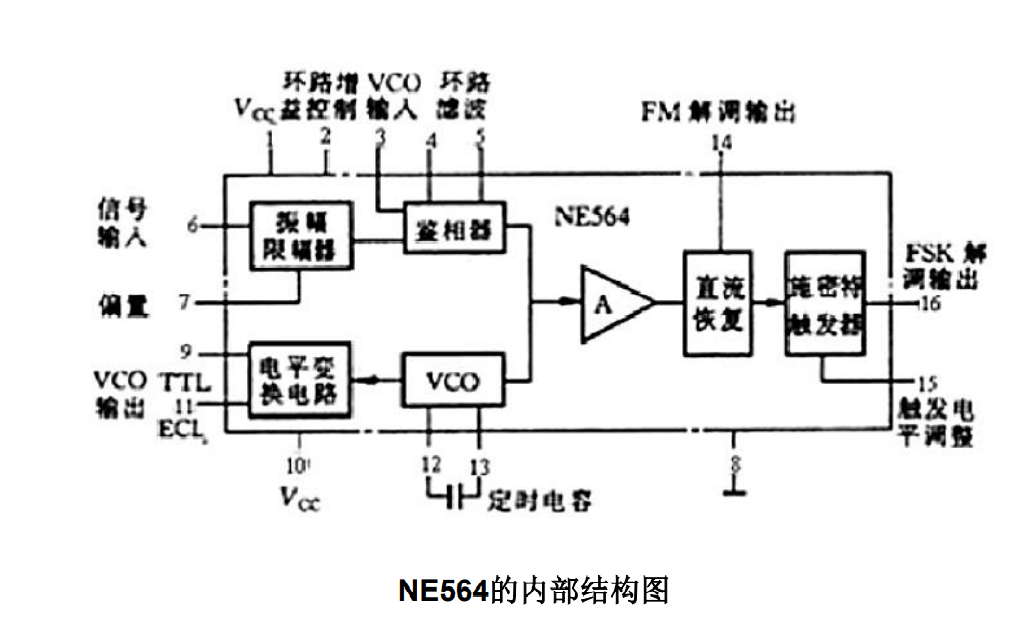 环路增 VCO 环路
VCC 益控制 输入 滤波
1 2 3 4 5
FM解调输出
14
信号
输入
6
振幅
限幅器
鉴相器
NE564
偏置 7
A
直流
恢复
施密特
触发器
FSK 解
调输出
16
9
VCO TTL
输出 11
ECL
电平变
换电路
VCO
15
触发电
平调整
10
VCC
12 13
定时电容
8
NE564的内部结构图